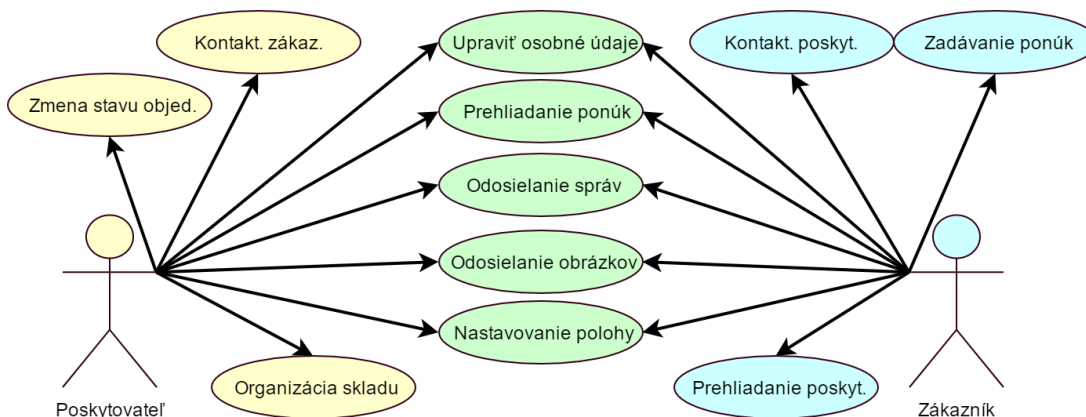 Kontakt. zákaz.
Upraviť osobné údaje
Kontakt. poskyt.
Zadávanie ponúk
Zmena stavu objed.
Prehliadanie ponúk
Odosielanie správ
Odosielanie obrázkov
Nastavovanie polohy
Organizácia skladu
Prehliadanie poskyt.
Poskytovateľ
Zákazník